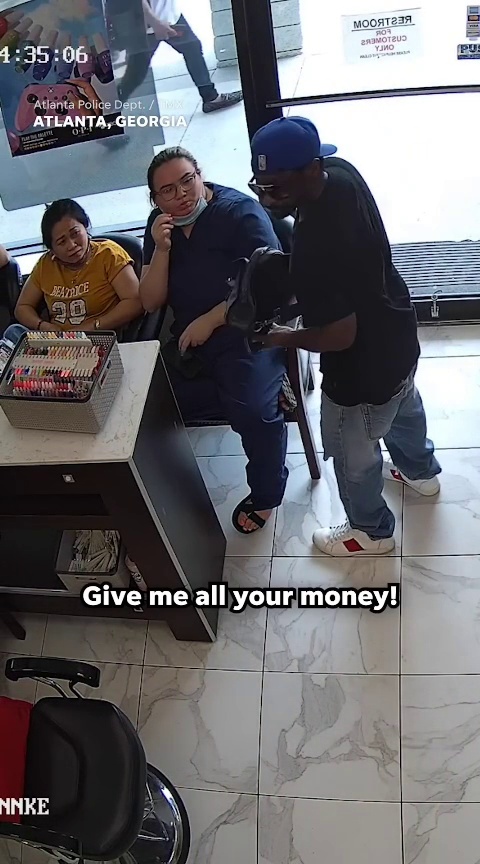 4:35:06
RESTROOM
FOR
CUSTOMERS
ONLY
Atlanta Police Dept. /
ATLANTA, GEORGIA
O·P·I
BEATRICE
29
Give me all your money!
NNKE